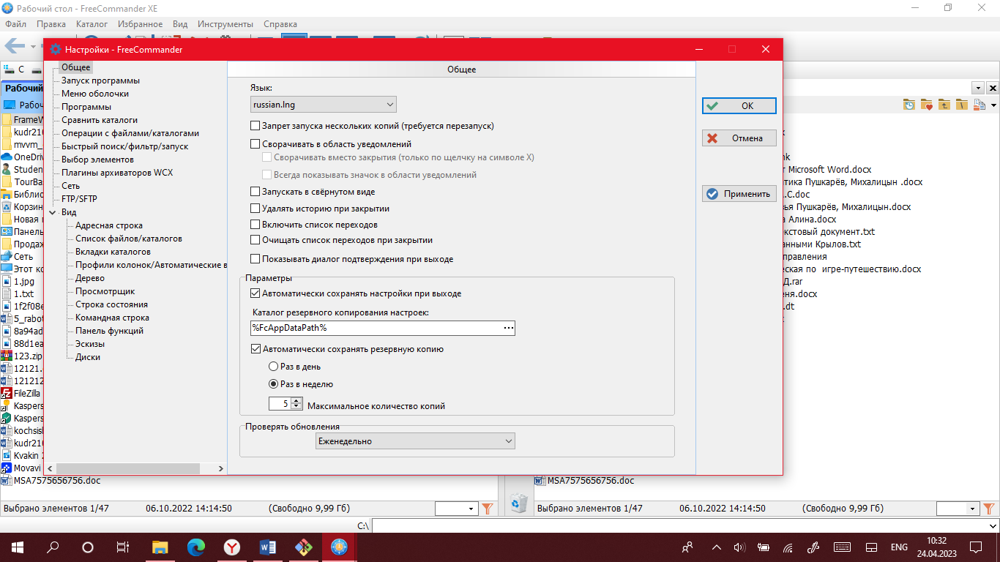 Рабочий стол - FreeCommander XE
Файл Правка Каталог Избранное Вид Инструменты Справка
Настройки - FreeCommander
C
Рабочий
Рабоч
FrameW
kudr210
mvvm_
OneDriv
Studen
TourBas
Библио
Корзин
Новая п
Панель
Продаж
Сеть
Этот ко
1.jpg
1.txt
1f2f08e
5_rabot
8a94ad
88d1ea
123.zip
12121.
121212
FileZilla
Kaspers
Kaspers
kochsisl
kudr210
Kvakin 2
Movavi
MSA7575656756.doc
Общее
Запуск программы
Меню оболочки
Программы
Сравнить каталоги
Операции с файлами/каталогами
Быстрый поиск/фильтр/запуск
Выбор элементов
Плагины архиваторов WCX
Сеть
FTP/SFTP
Вид
Адресная строка
Список файлов/каталогов
Вкладки каталогов
Профили колонок/Автоматические в
Дерево
Просмотрщик
Строка состояния
Командная строка
Панель функций
Эскизы
Диски
Общее
Язык:
russian.lng
Запрет запуска нескольких копий (требуется перезапуск)
Сворачивать в область уведомлений
Сворачивать вместо закрытия (только по щелчку на символе X)
Всегда показывать значок в области уведомлений
Запускать в свёрнутом виде
Удалять историю при закрытии
Включить список переходов
Очищать список переходов при закрытии
Показывать диалог подтверждения при выходе
Параметры
Автоматически сохранять настройки при выходе
Каталог резервного копирования настроек:
%FcAppDataPath%
Автоматически сохранять резервную копию
Раз в день
Раз в неделю
5 Максимальное количество копий
Проверять обновления
Еженедельно
OK
Отмена
Применить
nk
т Microsoft Word.docx
тика Пушкарёв, Михалицын .docx
.С.doc
ья Пушкарёв, Михалицын.docx
а Алина.docx
кстовый документ.txt
анными Крылов.txt
правления
еская по игре-путешествию.docx
Д.rar
еня.docx
.dt
MSA7575656756.doc
Выбрано элементов 1/47 06.10.2022 14:14:50 (Свободно 9,99 Гб)
Выбрано элементов 1/47 06.10.2022 14:14:50 (Свободно 9,99 Гб)
C:\
ENG
10:32
24.04.2023